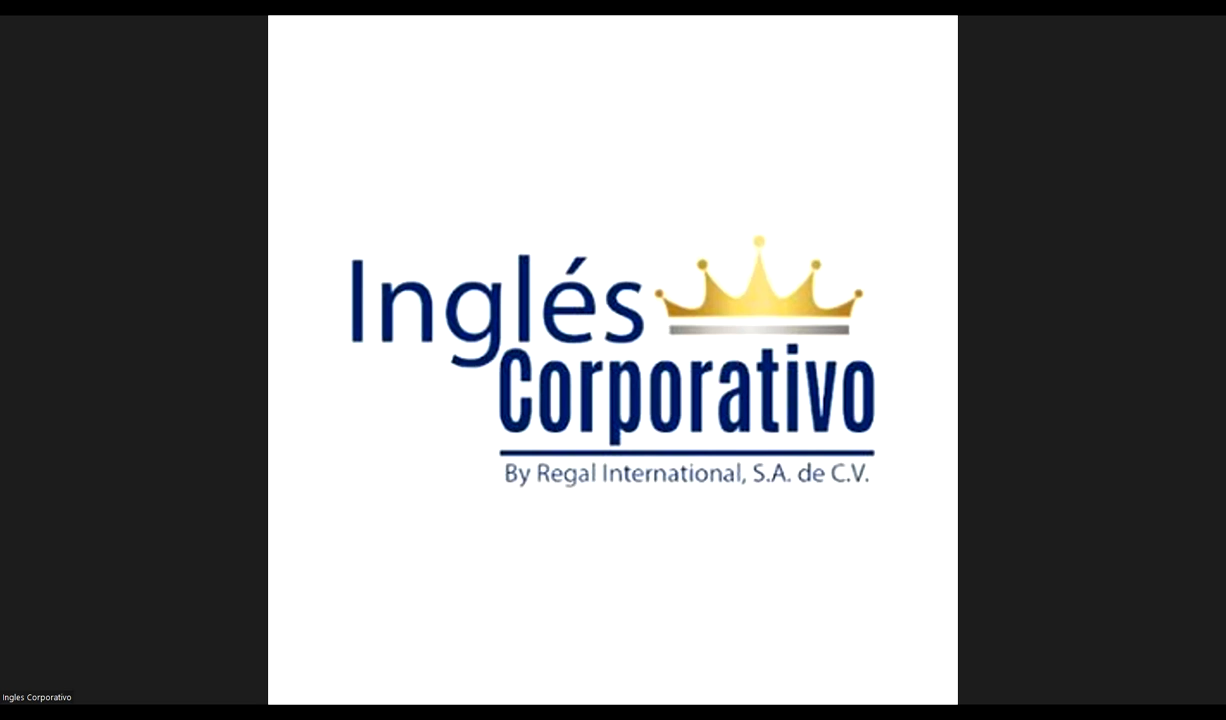 Inglés
Corporativo
By Regal International, S.A. de C.V.
Ingles Corporativo